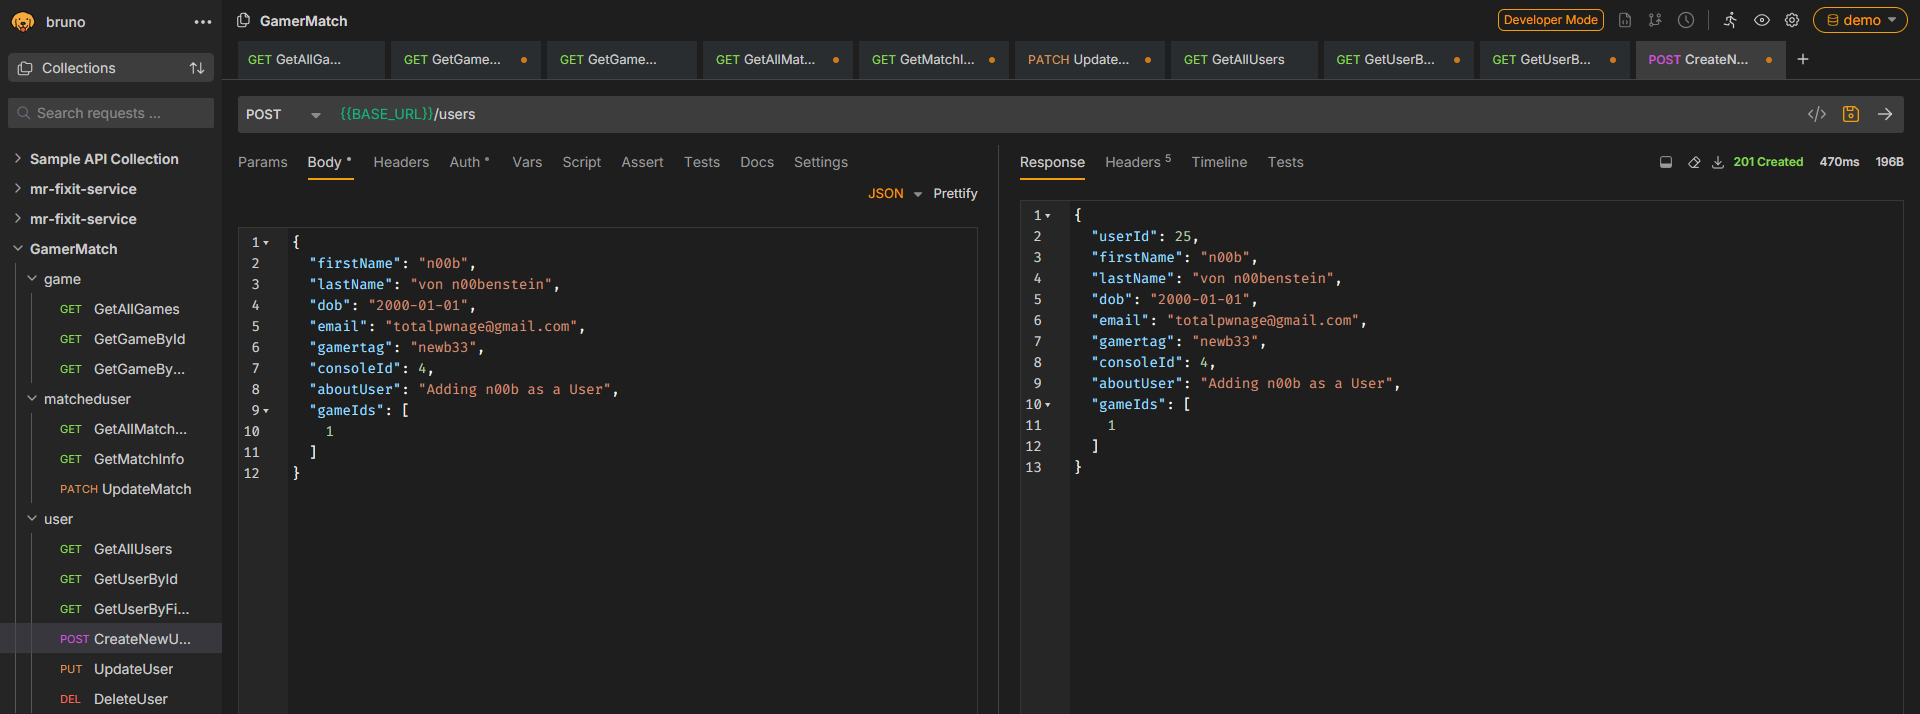 bruno
GamerMatch
Developer Mode
demo
Collections
GET GetAllGa...
GET GetGame...
GET GetGame...
GET GetAllMat...
GET GetMatchI...
PATCH Update...
GET GetAllUsers
GET GetUserB...
GET GetUserB...
POST CreateN...
Search requests ...
POST {{BASE_URL}}/users
Sample API Collection
mr-fixit-service
mr-fixit-service
GamerMatch
game
GET GetAllGames
GET GetGameById
GET GetGameBy...
matcheduser
GET GetAllMatch...
GET GetMatchInfo
PATCH UpdateMatch
user
GET GetAllUsers
GET GetUserById
GET GetUserByFi...
POST CreateNewU...
PUT UpdateUser
DEL DeleteUser
Params Body Headers Auth Vars Script Assert Tests Docs Settings
JSON Prettify
1 {
2 "firstName": "n00b",
3 "lastName": "von n00benstein",
4 "dob": "2000-01-01",
5 "email": "totalpwnage@gmail.com",
6 "gamertag": "newb33",
7 "consoleId": 4,
8 "aboutUser": "Adding n00b as a User",
9 "gameIds": [
10 1
11 ]
12 }
Response Headers 5 Timeline Tests
201 Created 470ms 196B
1 {
2 "userId": 25,
3 "firstName": "n00b",
4 "lastName": "von n00benstein",
5 "dob": "2000-01-01",
6 "email": "totalpwnage@gmail.com",
7 "gamertag": "newb33",
8 "consoleId": 4,
9 "aboutUser": "Adding n00b as a User",
10 "gameIds": [
11 1
12 ]
13 }